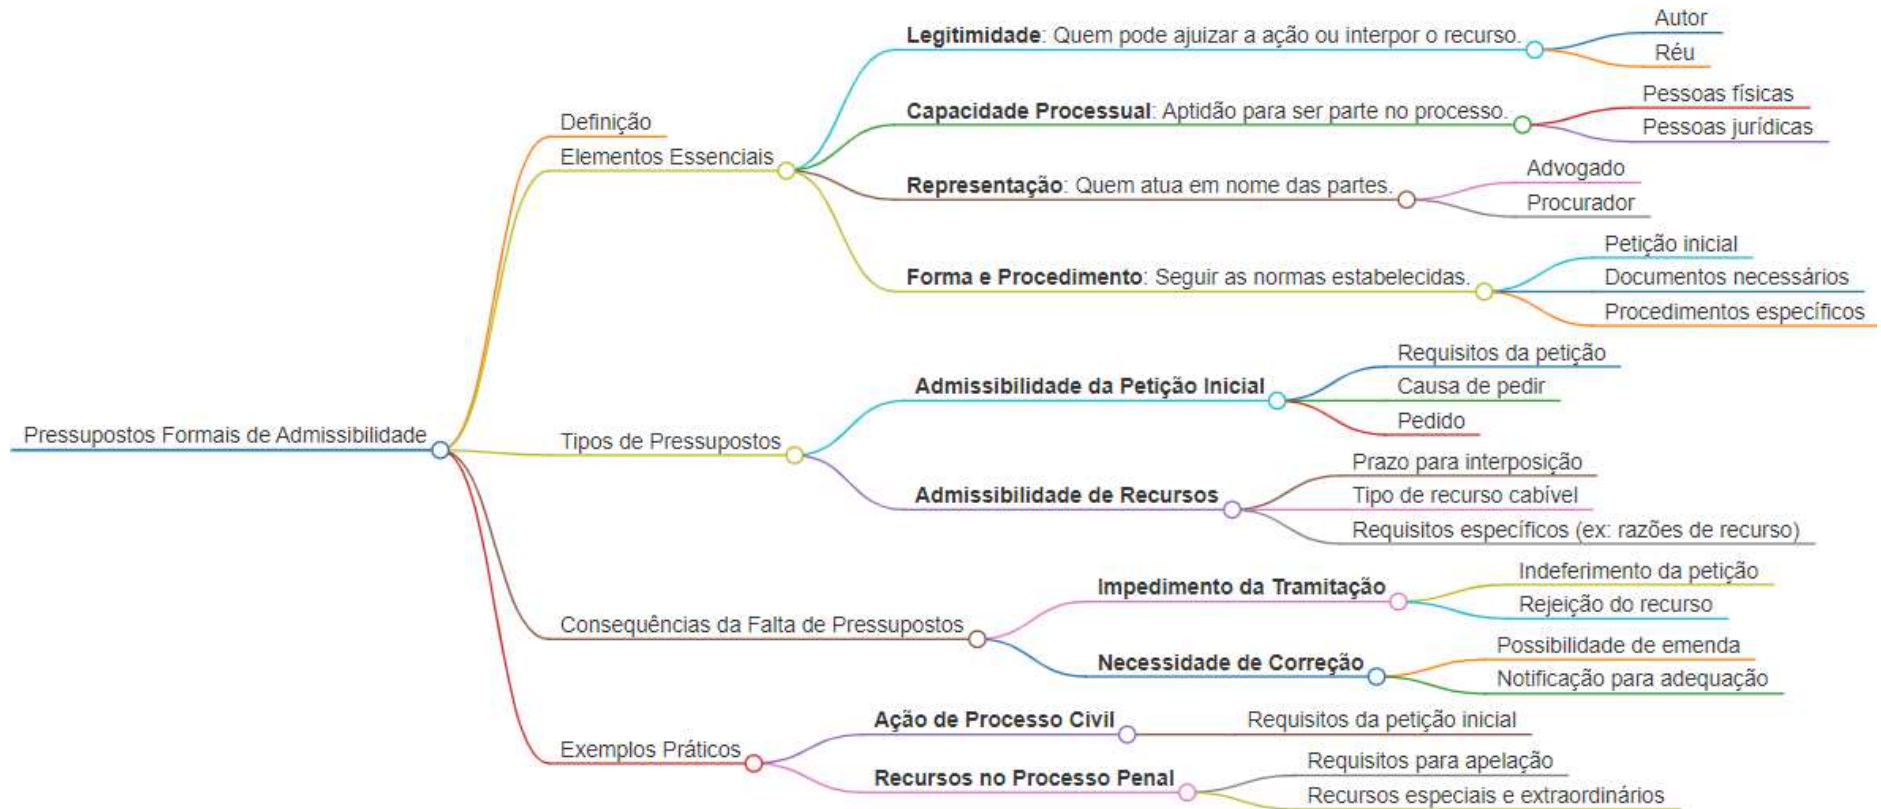 Pressupostos Formais de Admissibilidade
Definição
Elementos Essenciais
Legitimidade: Quem pode ajuizar a ação ou interpor o recurso.
Autor
Réu
Capacidade Processual: Aptidão para ser parte no processo.
Pessoas físicas
Pessoas jurídicas
Representação: Quem atua em nome das partes.
Advogado
Procurador
Forma e Procedimento: Seguir as normas estabelecidas.
Petição inicial
Documentos necessários
Procedimentos específicos
Tipos de Pressupostos
Admissibilidade da Petição Inicial
Requisitos da petição
Causa de pedir
Pedido
Admissibilidade de Recursos
Prazo para interposição
Tipo de recurso cabível
Requisitos específicos (ex: razões de recurso)
Consequências da Falta de Pressupostos
Impedimento da Tramitação
Indeferimento da petição
Rejeição do recurso
Necessidade de Correção
Possibilidade de emenda
Notificação para adequação
Exemplos Práticos
Ação de Processo Civil
Requisitos da petição inicial
Recursos no Processo Penal
Requisitos para apelação
Recursos especiais e extraordinários